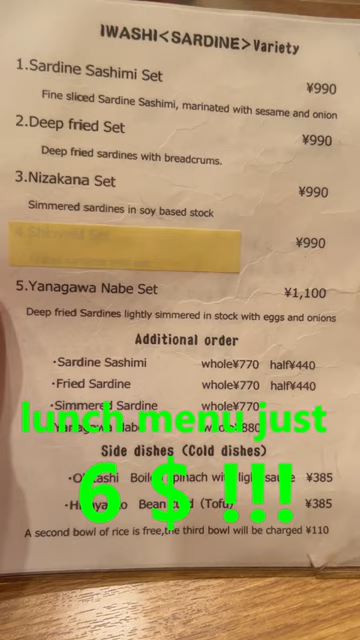 IWASHI<SARDINE>Variety
1.Sardine Sashimi Set ¥990
Fine sliced Sardine Sashimi, marinated with sesame and onion
2.Deep fried Set ¥990
Deep fried sardines with breadcrumbs.
3.Nizakana Set ¥990
Simmered sardines in soy based stock
¥990
5.Yanagawa Nabe Set ¥1,100
Deep fried Sardines lightly simmered in stock with eggs and onions
Additional order
・Sardine Sashimi whole¥770 half¥440
・Fried Sardine whole¥770 half¥440
・Simmered Sardine whole¥770
lunch menu just
Side dishes (Cold dishes)
¥385
6 $ !!!
(Tofu) ¥385
A second bowl of rice is free,the third bowl will be charged ¥110